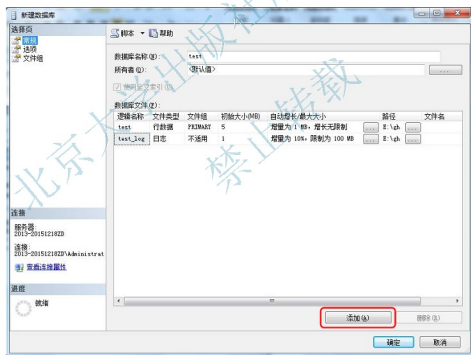 新建数据库
选择页
常规
选项
文件组
脚本 帮助
数据库名称(N): test
所有者(O): <默认值>
使用全文索引(U)
数据库文件(F):
逻辑名称 文件类型 文件组 初始大小(MB) 自动增长/最大大小 路径 文件名
test 行数据 PRIMARY 5 增量为 1 MB，增长无限制 ... E:\gh ...
test_log 日志 不适用 1 增量为 10%，限制为 100 MB ... E:\gh ...
连接
服务器:
2013-20151218ZD
连接:
2013-20151218ZD\Administrat
查看连接属性
进度
就绪
添加(A) 删除(R)
确定 取消
北京大学出版社
禁止